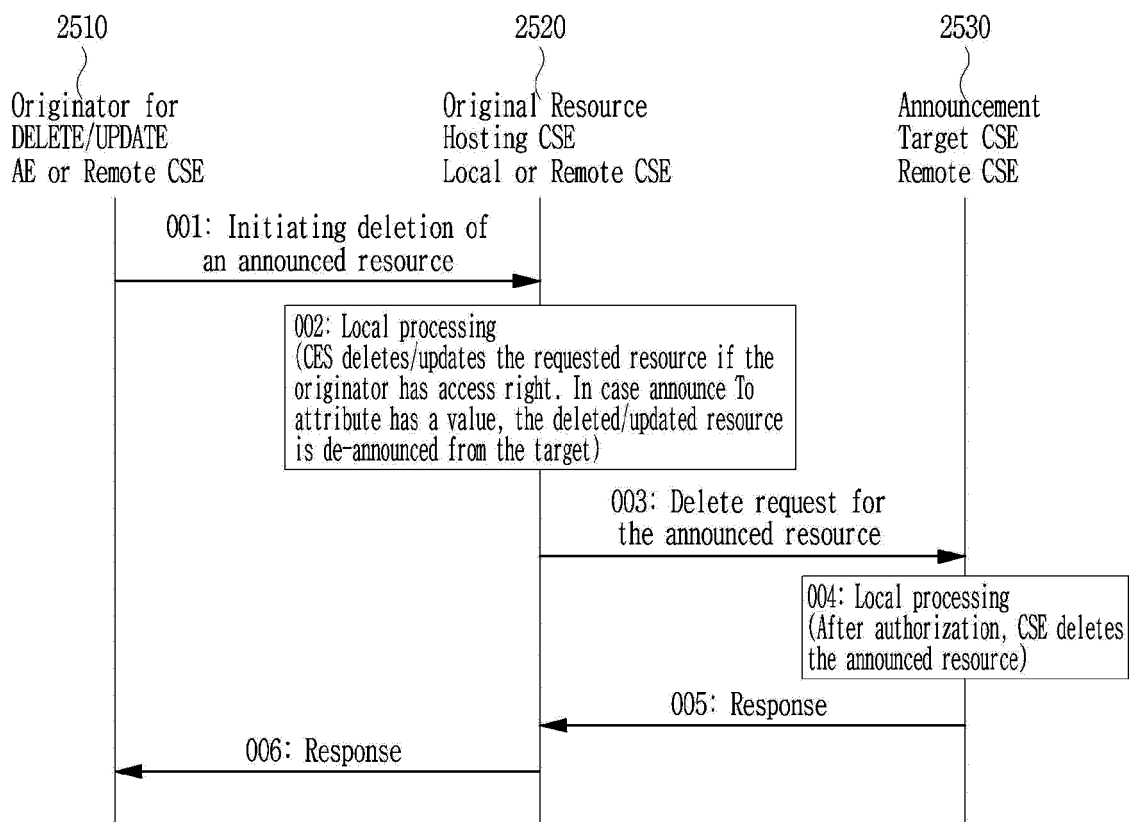 2510
2520
2530
Originator for
DELETE/UPDATE
AE or Remote CSE
Original Resource
Hosting CSE
Local or Remote CSE
Announcement
Target CSE
Remote CSE
001: Initiating deletion of
an announced resource
002: Local processing
(CES deletes/updates the requested resource if the
originator has access right. In case announce To
attribute has a value, the deleted/updated resource
is de-announced from the target)
003: Delete request for
the announced resource
004: Local processing
(After authorization, CSE deletes
the announced resource)
005: Response
006: Response